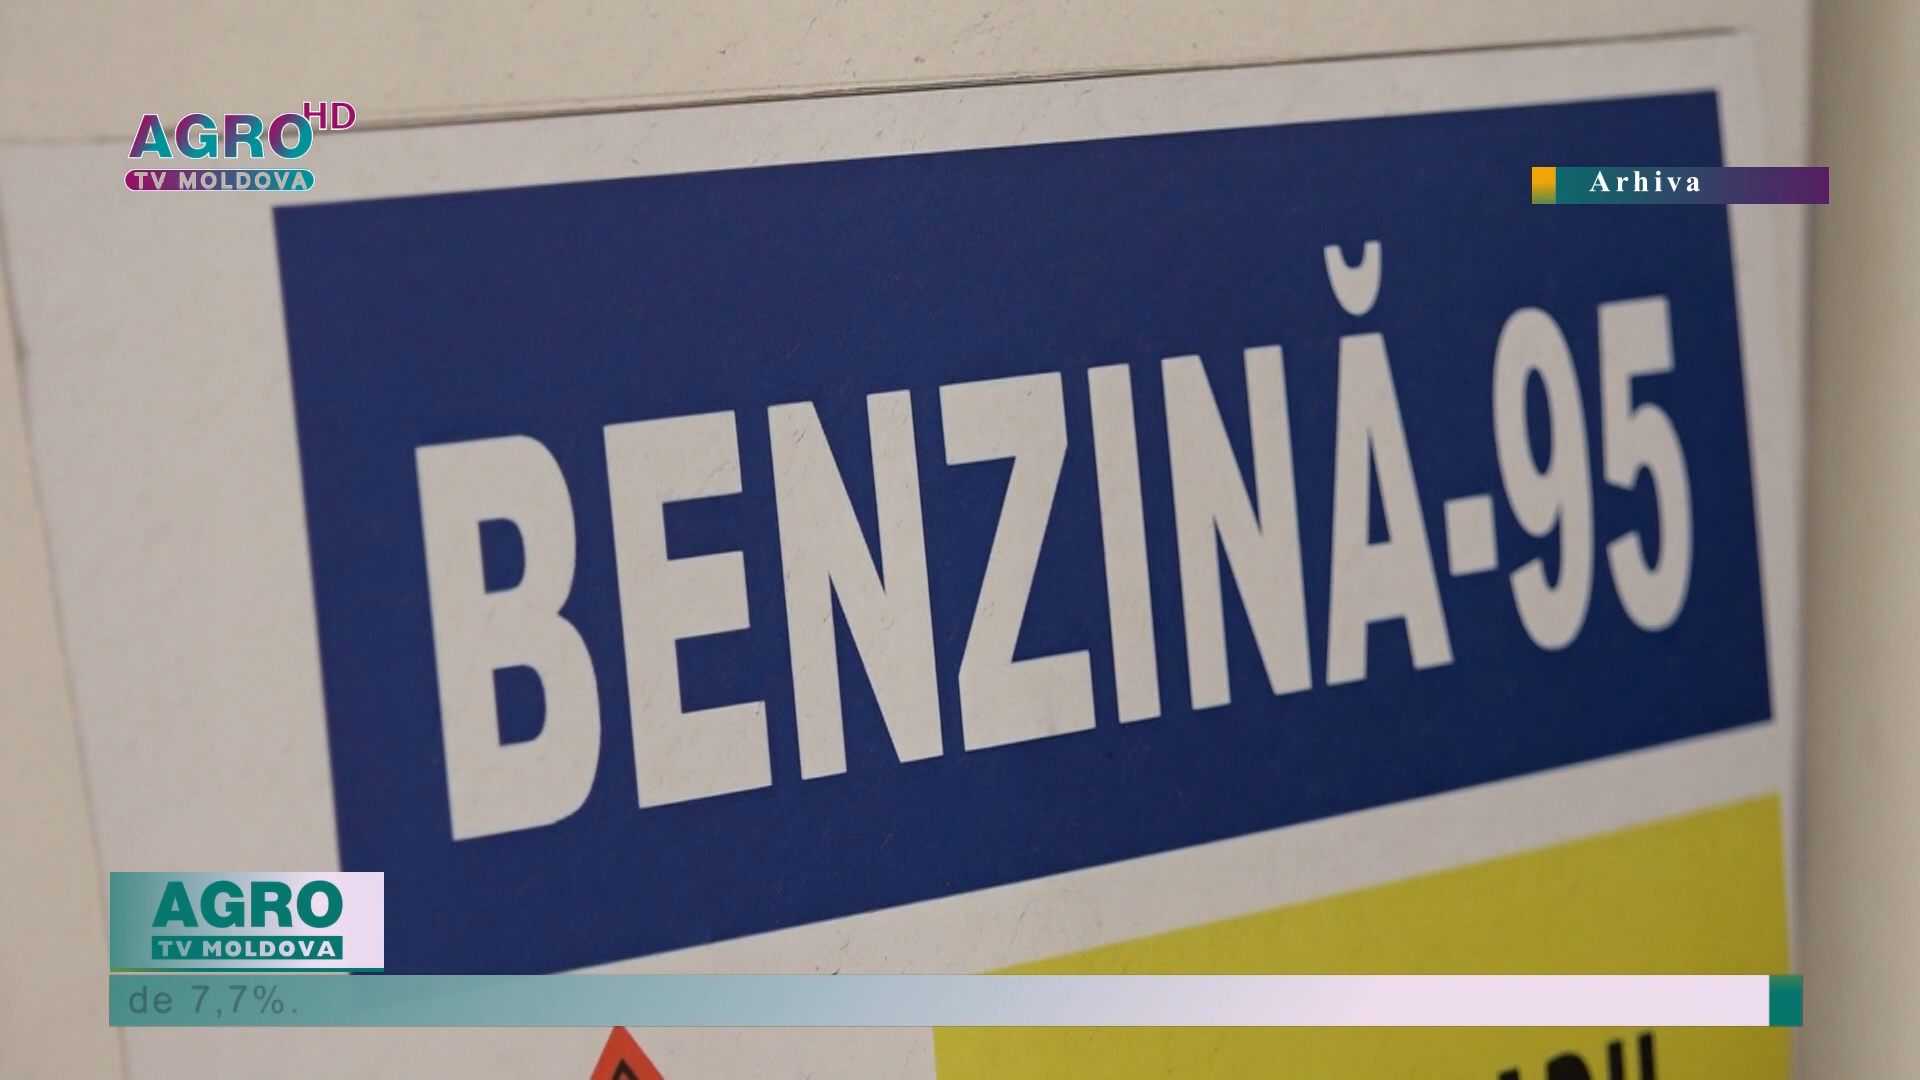 AGRO HD
TV MOLDOVA
Arhiva
BENZINĂ-95
AGRO
TV MOLDOVA
de 7,7%.